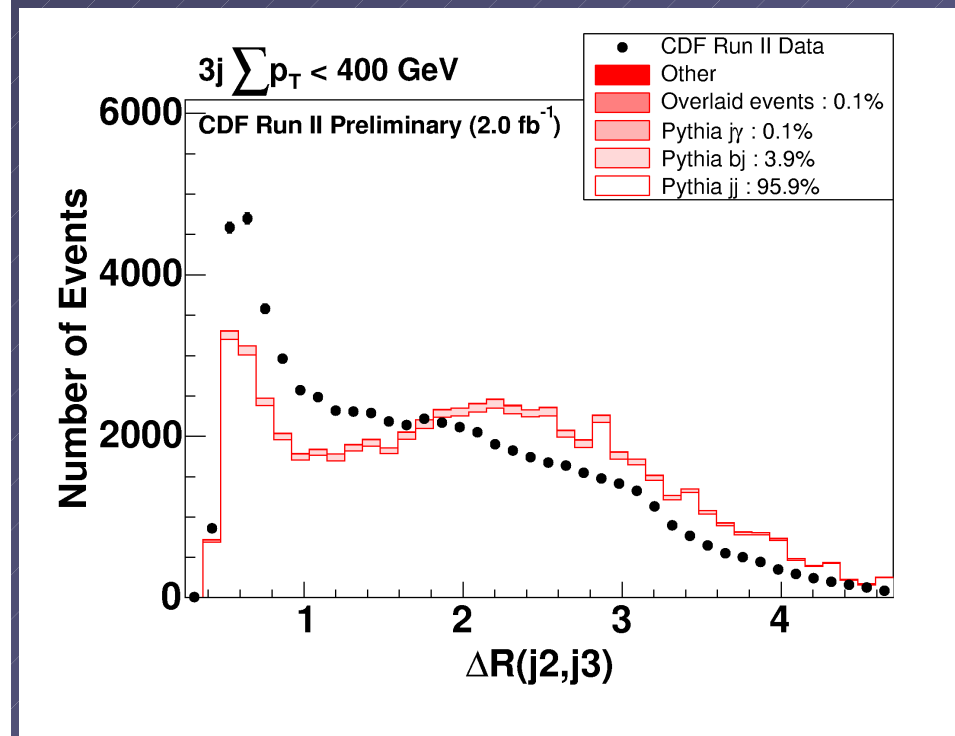 3j ∑p_T < 400 GeV
CDF Run II Data
Other
Overlaid events : 0.1%
Pythia jγ : 0.1%
Pythia bj : 3.9%
Pythia jj : 95.9%
CDF Run II Preliminary (2.0 fb⁻¹)
Number of Events
6000
4000
2000
0
1 2 3 4
ΔR(j2,j3)